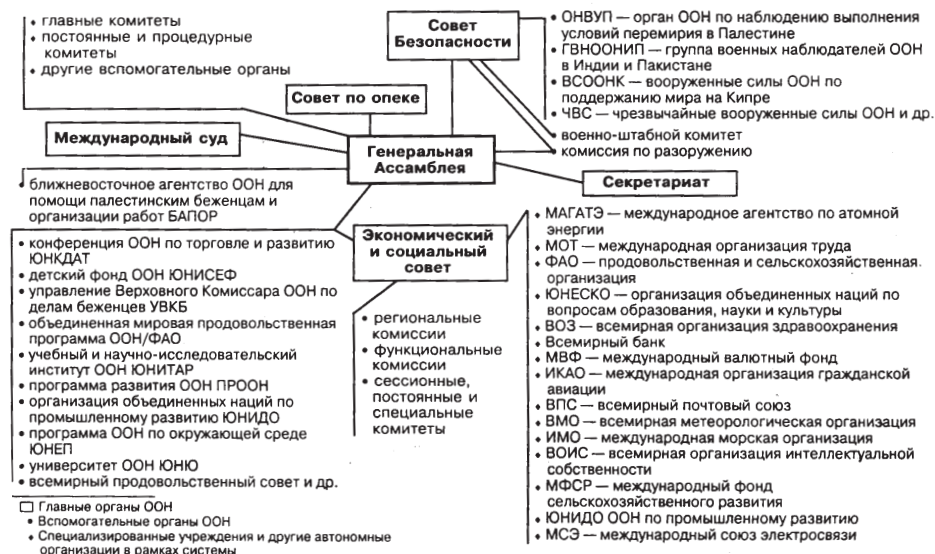 • главные комитеты
• постоянные и процедурные
комитеты
• другие вспомогательные органы
Совет
Безопасности
• ОНВУП — орган ООН по наблюдению выполнения
условий перемирия в Палестине
• ГВНООНИП — группа военных наблюдателей ООН
в Индии и Пакистане
• ВСООНК — вооруженные силы ООН по
поддержанию мира на Кипре
• ЧВС — чрезвычайные вооруженные силы ООН и др.
• военно-штабной комитет
• комиссия по разоружению
Совет по опеке
Международный суд
Генеральная
Ассамблея
Секретариат
• ближневосточное агентство ООН для
помощи палестинским беженцам и
организации работ БАПОР
• конференция ООН по торговле и развитию
ЮНКДАТ
• детский фонд ООН ЮНИСЕФ
• управление Верховного Комиссара ООН по
делам беженцев УВКБ
• объединенная мировая продовольственная
программа ООН/ФАО
• учебный и научно-исследовательский
институт ООН ЮНИТАР
• программа развития ООН ПРООН
• организация объединенных наций по
промышленному развитию ЮНИДО
• программа ООН по окружающей среде
ЮНЕП
• университет ООН ЮНЮ
• всемирный продовольственный совет и др.
Экономический
и социальный
совет
• региональные
комиссии
• функциональные
комиссии
• сессионные,
постоянные и
специальные
комитеты
• МАГАТЭ — международное агентство по атомной
энергии
• МОТ — международная организация труда
• ФАО — продовольственная и сельскохозяйственная
организация
• ЮНЕСКО — организация объединенных наций по
вопросам образования, науки и культуры
• ВОЗ — всемирная организация здравоохранения
• Всемирный банк
• МВФ — международный валютный фонд
• ИКАО — международная организация гражданской
авиации
• ВПС — всемирный почтовый союз
• ВМО — всемирная метеорологическая организация
• ИМО — международная морская организация
• ВОИС — всемирная организация интеллектуальной
собственности
• МФСР — международный фонд
сельскохозяйственного развития
• ЮНИДО ООН по промышленному развитию
• МСЭ — международный союз электросвязи
Главные органы ООН
• Вспомогательные органы ООН
• Специализированные учреждения и другие автономные
организации в рамках системы